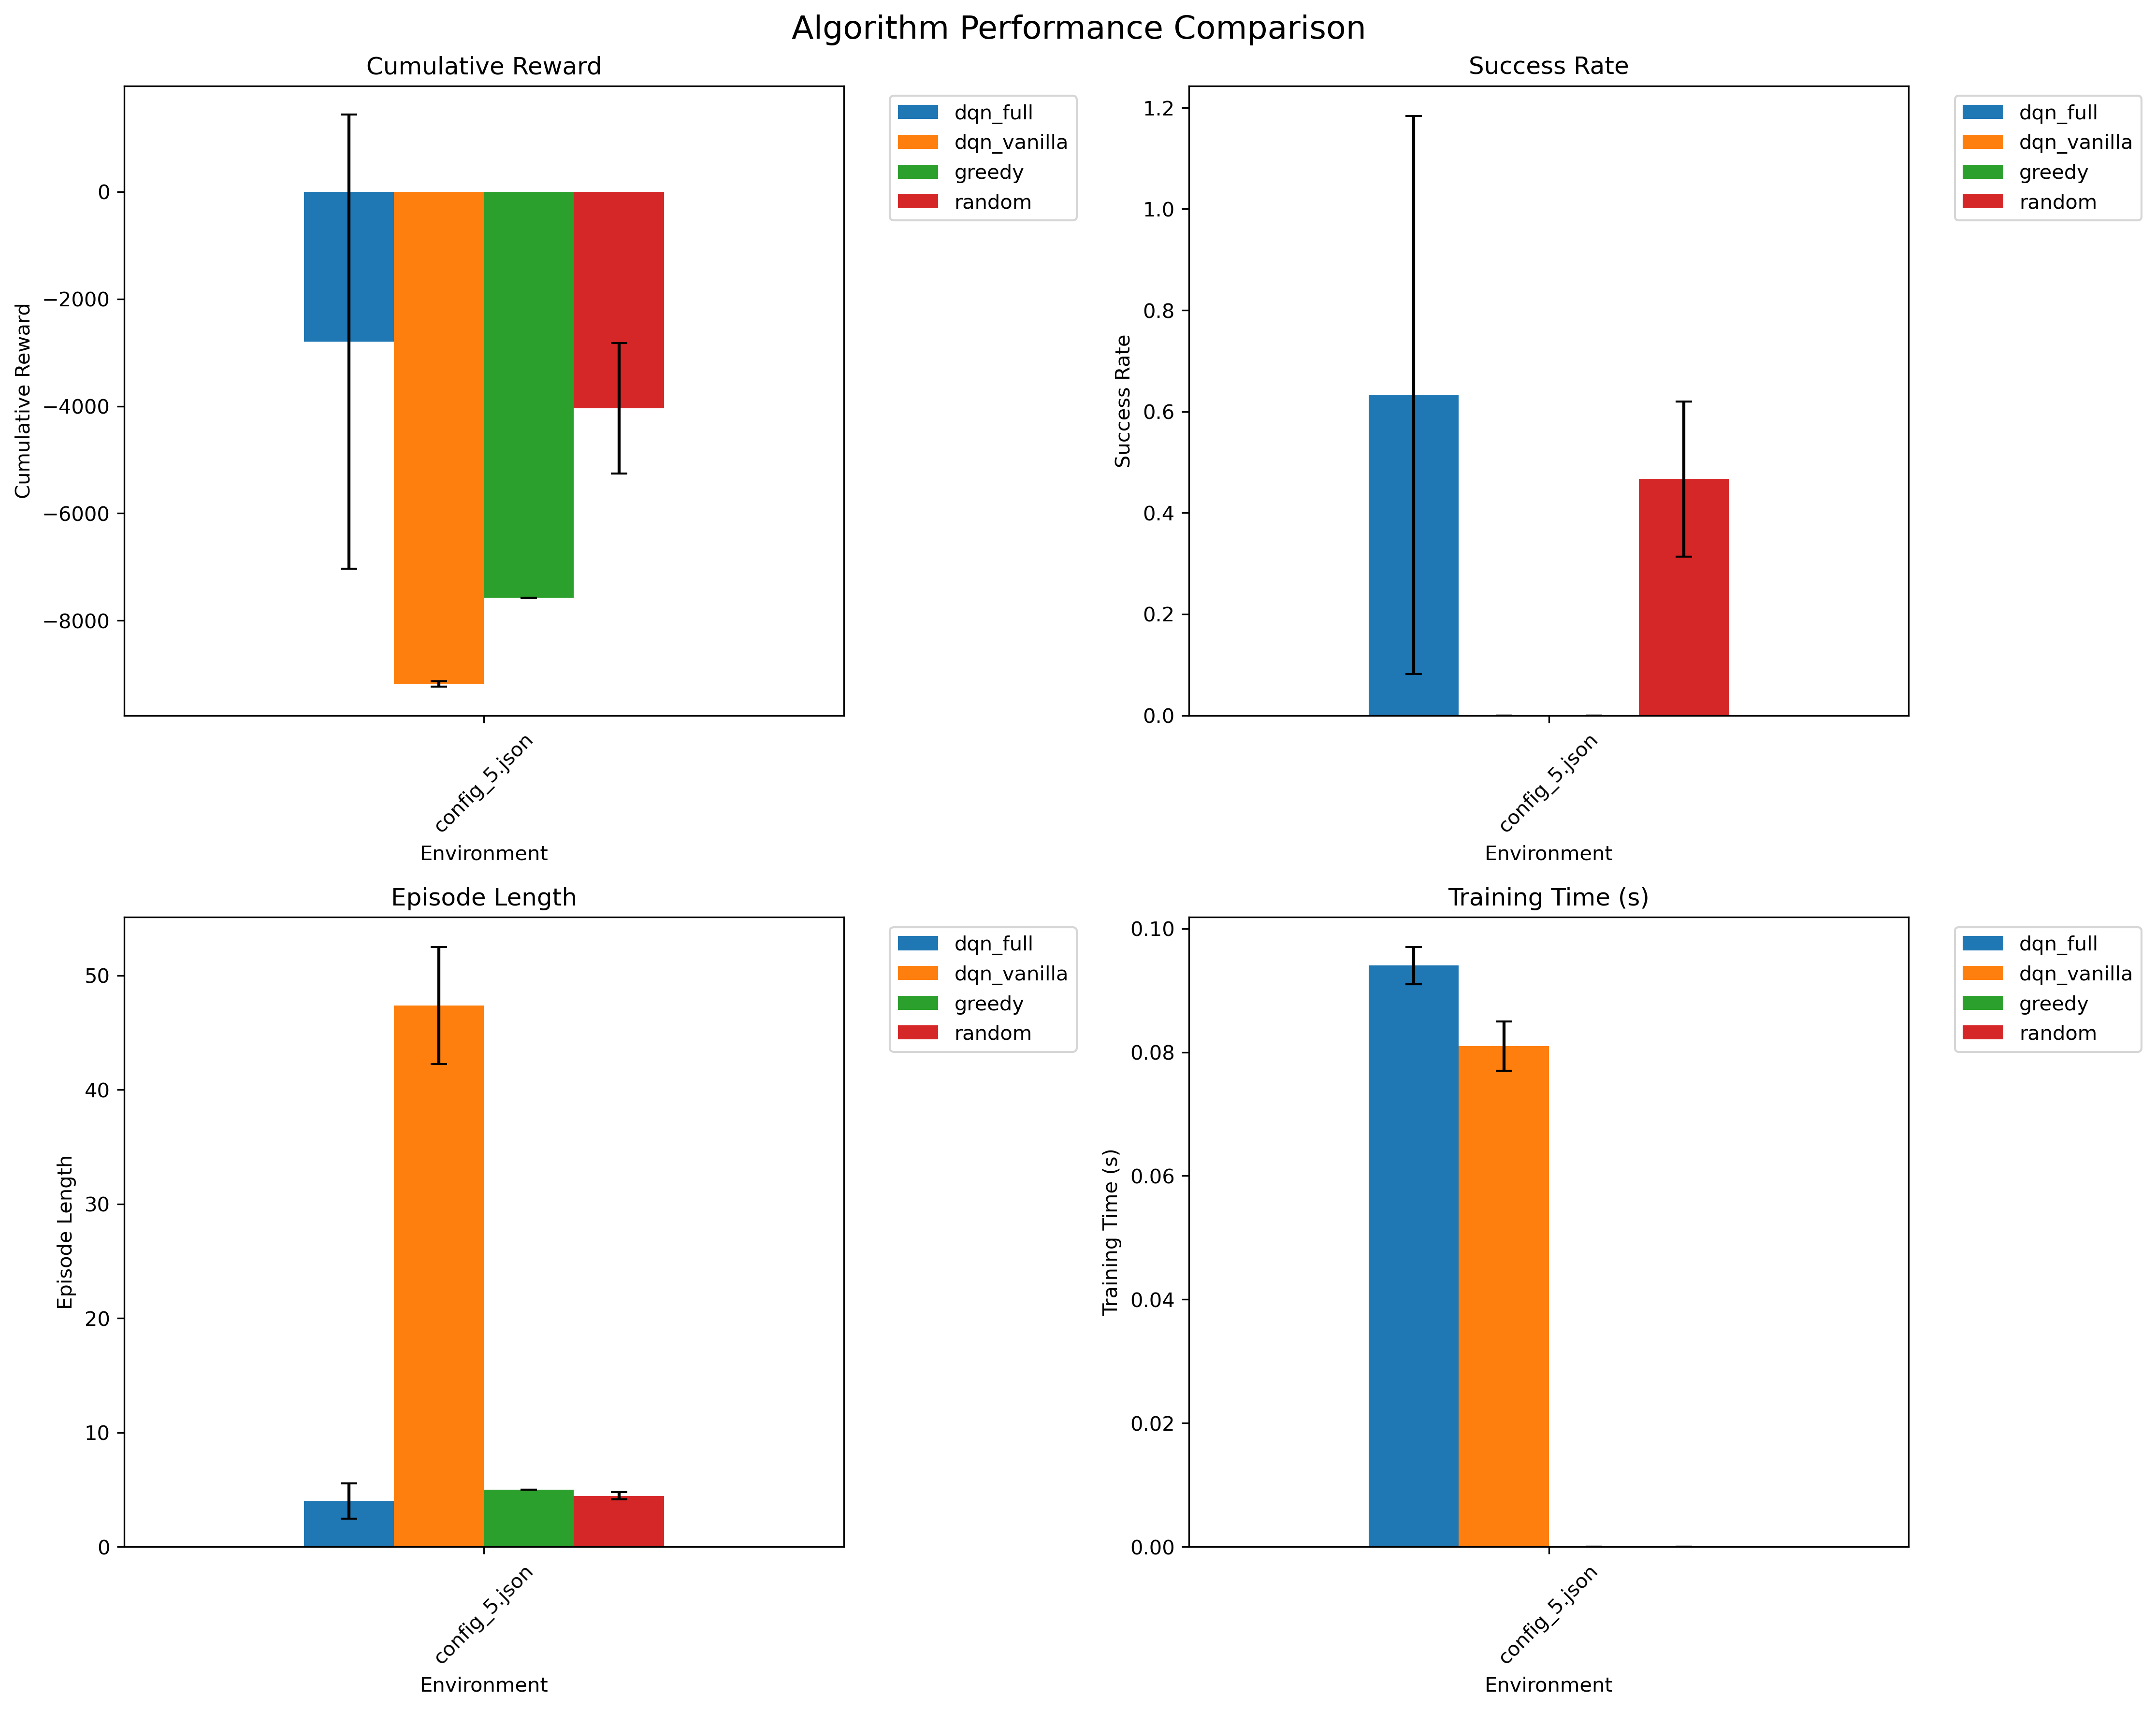 Algorithm Performance Comparison
Cumulative Reward
Cumulative Reward
0
−2000
−4000
−6000
−8000
config_5.json
Environment
dqn_full
dqn_vanilla
greedy
random
Success Rate
Success Rate
1.2
1.0
0.8
0.6
0.4
0.2
0.0
config_5.json
Environment
dqn_full
dqn_vanilla
greedy
random
Episode Length
Episode Length
50
40
30
20
10
0
config_5.json
Environment
dqn_full
dqn_vanilla
greedy
random
Training Time (s)
Training Time (s)
0.10
0.08
0.06
0.04
0.02
0.00
config_5.json
Environment
dqn_full
dqn_vanilla
greedy
random